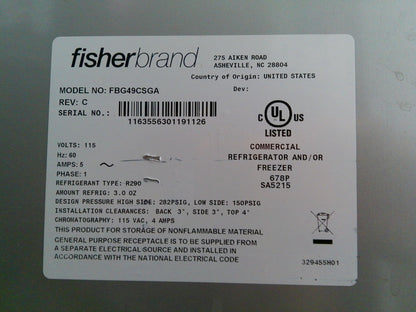 fisherbrand
275 AIKEN ROAD
ASHEVILLE, NC 28804
Country of Origin: UNITED STATES
MODEL NO: FBG49CSGA
Dev:
REV: C
SERIAL NO.:
1163556301191126
C UL US
LISTED
COMMERCIAL
REFRIGERATOR AND/OR
FREEZER
678P
SA5215
VOLTS: 115
Hz: 60
AMPS: 5 ~
PHASE: 1
REFRIGERANT TYPE: R290
AMOUNT REFRIG: 3.0 OZ
DESIGN PRESSURE HIGH SIDE: 282PSIG, LOW SIDE: 150PSIG
INSTALLATION CLEARANCES: BACK 3", SIDE 3", TOP 4"
CHROMATOGRAPHY: 115 VAC, 4 AMPS
THIS PRODUCT FOR STORAGE OF NONFLAMMABLE MATERIAL
GENERAL PURPOSE RECEPTACLE IS TO BE SUPPLIED FROM
A SEPARATE ELECTRICAL SOURCE AND INSTALLED IN
ACCORDANCE WITH THE NATIONAL ELECTRICAL CODE
329455H01